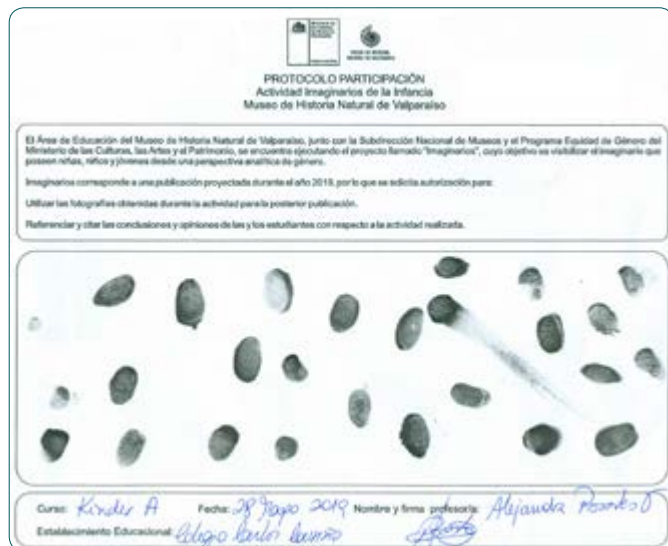 PROTOCOLO PARTICIPACIÓN
Actividad Imaginarios de la Infancia
Museo de Historia Natural de Valparaíso
El Área de Educación del Museo de Historia Natural de Valparaíso, junto con la Subdirección Nacional de Museos y el Programa Equidad de Género del
Ministerio de las Culturas, las Artes y el Patrimonio, se encuentra ejecutando el proyecto llamado "Imaginarios", cuyo objetivo es visibilizar el imaginario que
poseen niñas, niños y jóvenes desde una perspectiva analítica de género.
Imaginarios corresponde a una publicación proyectada durante el año 2019, por lo que se solicita autorización para:
Utilizar las fotografías obtenidas durante la actividad para la posterior publicación.
Referenciar y citar las conclusiones y opiniones de las y los estudiantes con respecto a la actividad realizada.
Curso: Kinder A Fecha: 28 Mayo 2019 Nombre y firma profesor/a: Alejandra
Establecimiento Educacional: Colegio Carlos